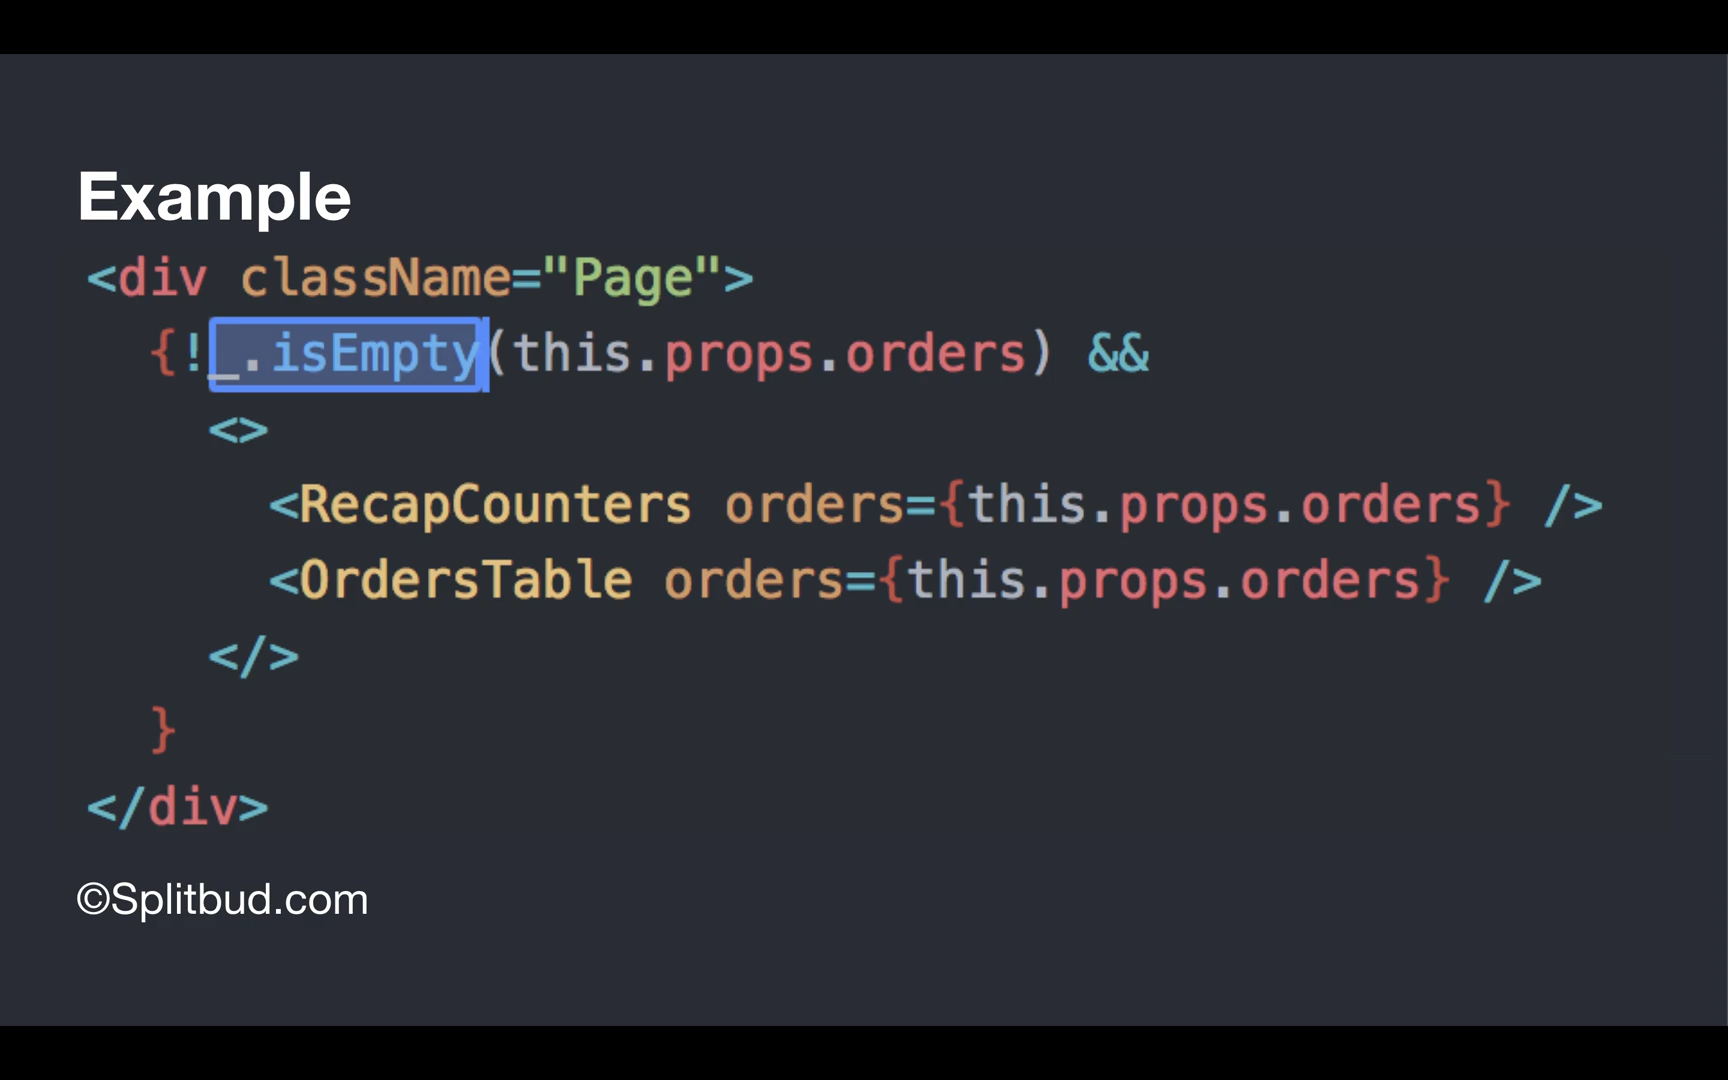 Example
<div className="Page">
{!_.isEmpty(this.props.orders) &&
<>
<RecapCounters orders={this.props.orders} />
<OrdersTable orders={this.props.orders} />
</>
}
</div>
©Splitbud.com